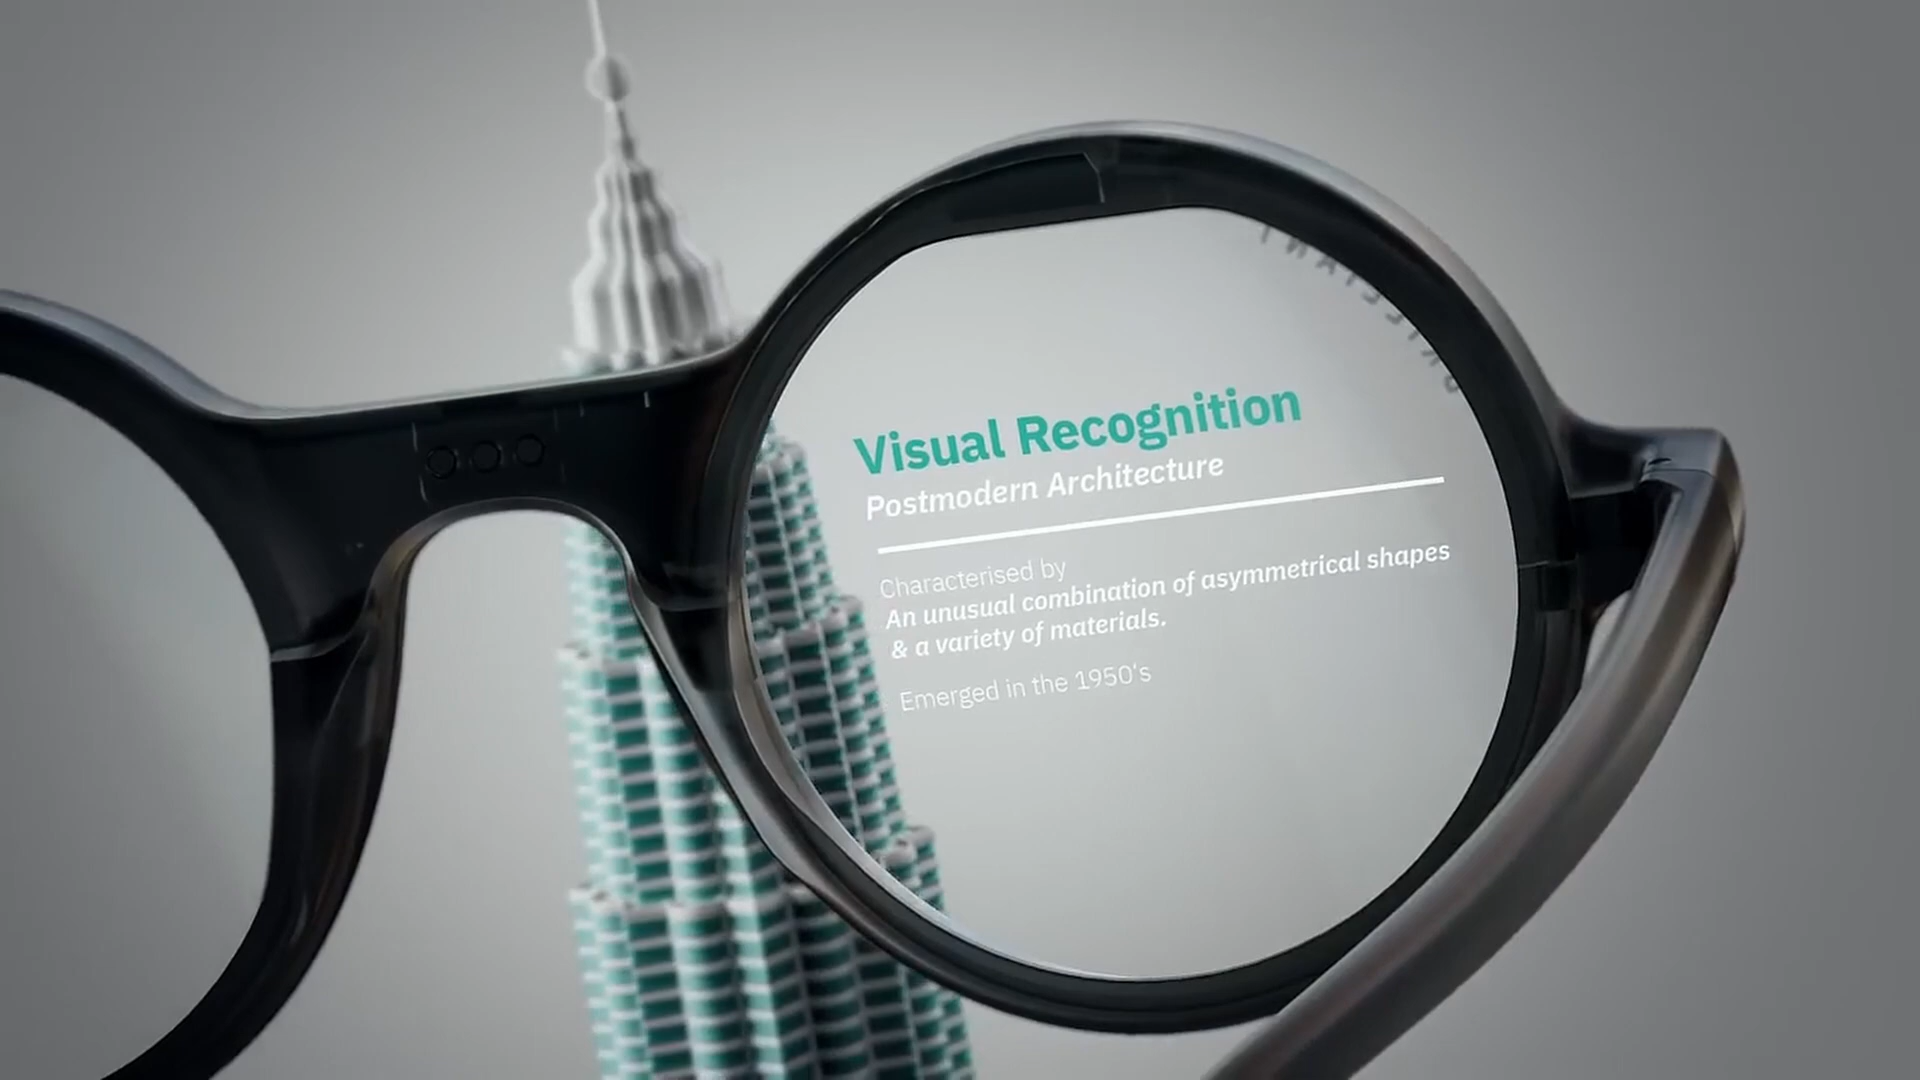 Visual Recognition
Postmodern Architecture
Characterised by
An unusual combination of asymmetrical shapes
& a variety of materials.
Emerged in the 1950's